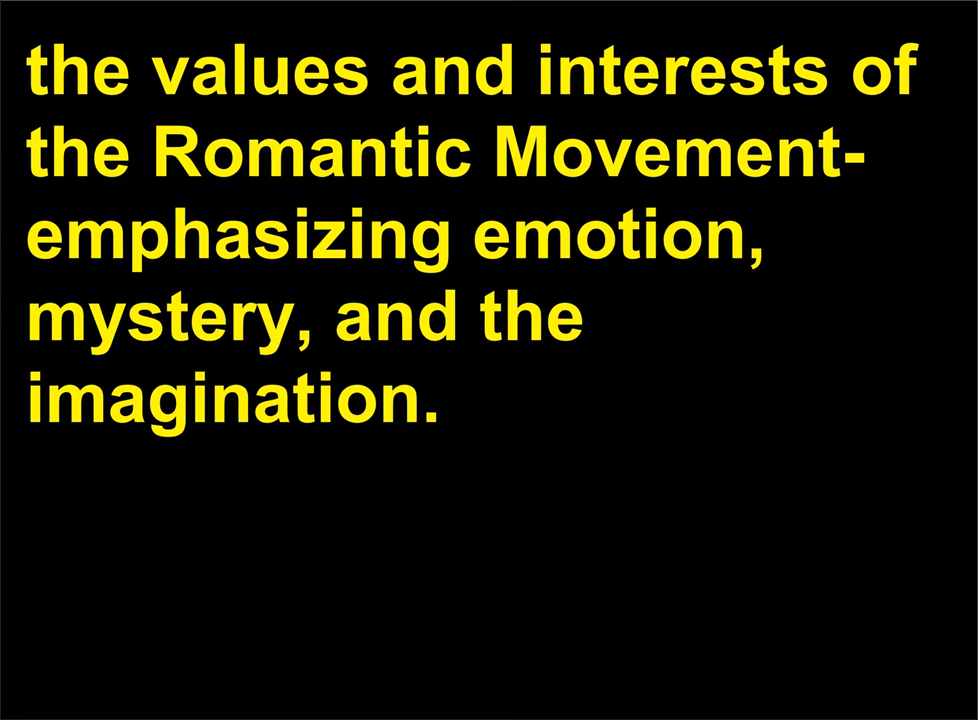 the values and interests of
the Romantic Movement-
emphasizing emotion,
mystery, and the
imagination.